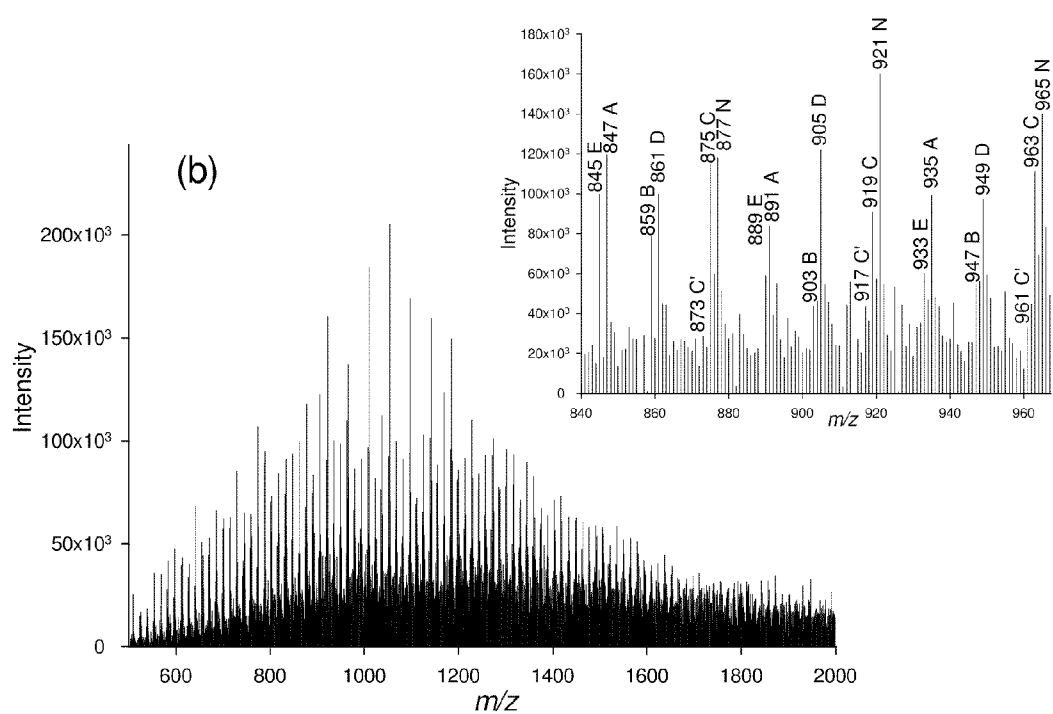 (b)
200x10³
150x10³
100x10³
50x10³
0
Intensity
600 800 1000 1200 1400 1600 1800 2000
m/z
180x10³
160x10³
140x10³
120x10³
100x10³
80x10³
60x10³
40x10³
20x10³
0
Intensity
840 860 880 900 920 940 960
m/z
845 E
847 A
859 B
861 D
873 C'
875 C
877 N
889 E
891 A
903 B
905 D
917 C'
919 C
921 N
933 E
935 A
947 B
949 D
961 C'
963 C
965 N